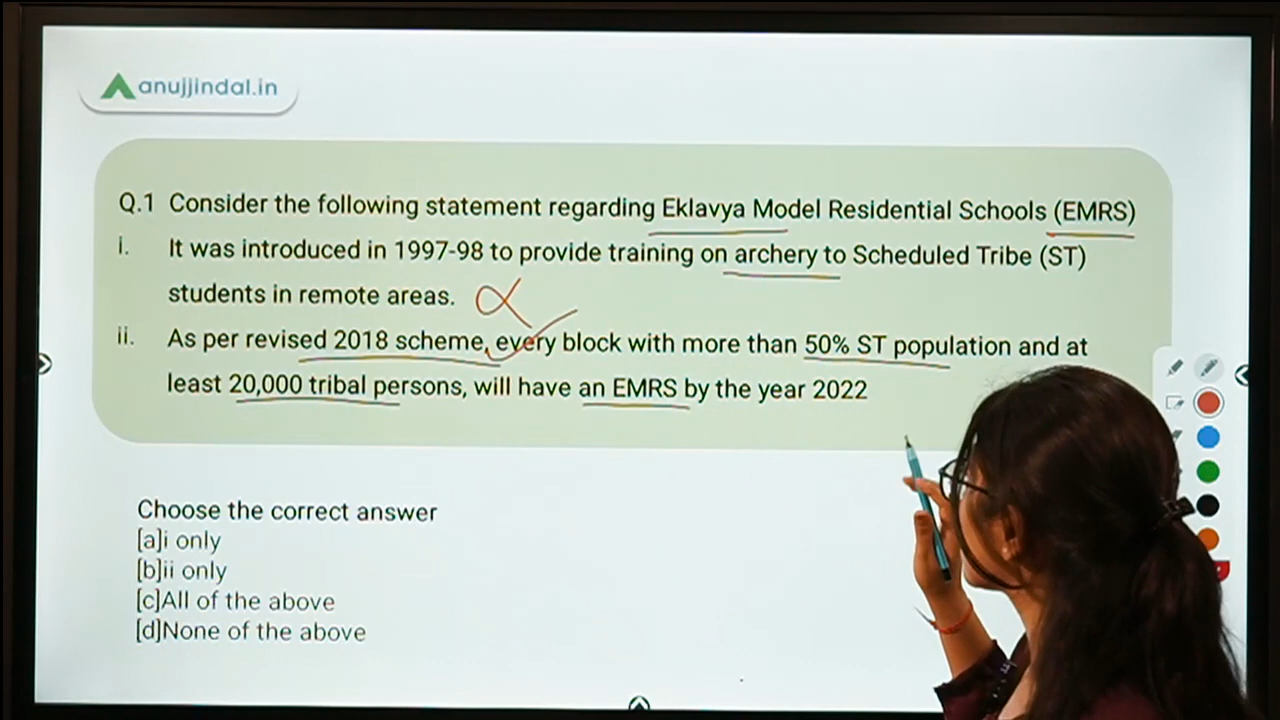 anujjindal.in
Q.1 Consider the following statement regarding Eklavya Model Residential Schools (EMRS)
i. It was introduced in 1997-98 to provide training on archery to Scheduled Tribe (ST)
students in remote areas.
ii. As per revised 2018 scheme, every block with more than 50% ST population and at
least 20,000 tribal persons, will have an EMRS by the year 2022
Choose the correct answer
[a]i only
[b]ii only
[c]All of the above
[d]None of the above